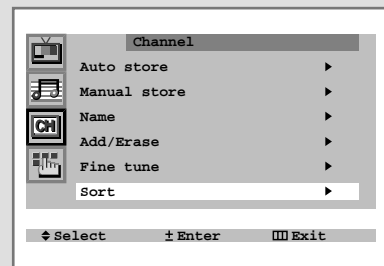 Channel
Auto store
Manual store
CH
Name
Add/Erase
Fine tune
Sort
Select ± Enter Exit